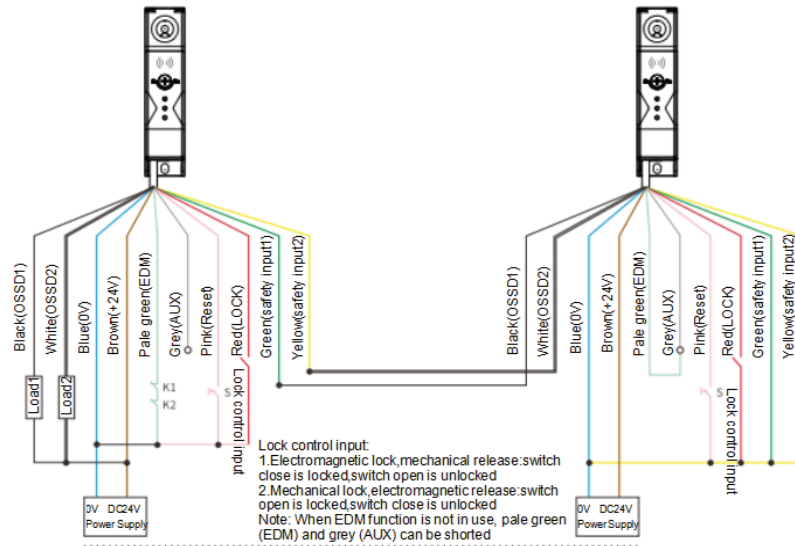 Black(OSSD1)
White(OSSD2)
Blue(0V)
Brown(+24V)
Pale green(EDM)
Grey(AUX)
Pink(Reset)
Red(LOCK)
Green(safety input1)
Yellow(safety input2)
Load1
Load2
K1
K2
S
Lock control input
0V DC24V
Power Supply
Black(OSSD1)
White(OSSD2)
Blue(0V)
Brown(+24V)
Pale green(EDM)
Grey(AUX)
Pink(Reset)
Red(LOCK)
Green(safety input1)
Yellow(safety input2)
S
Lock control input
0V DC24V
Power Supply
Lock control input:
1.Electromagnetic lock,mechanical release:switch
close is locked,switch open is unlocked
2.Mechanical lock,electromagnetic release:switch
open is locked,switch close is unlocked
Note: When EDM function is not in use, pale green
(EDM) and grey (AUX) can be shorted